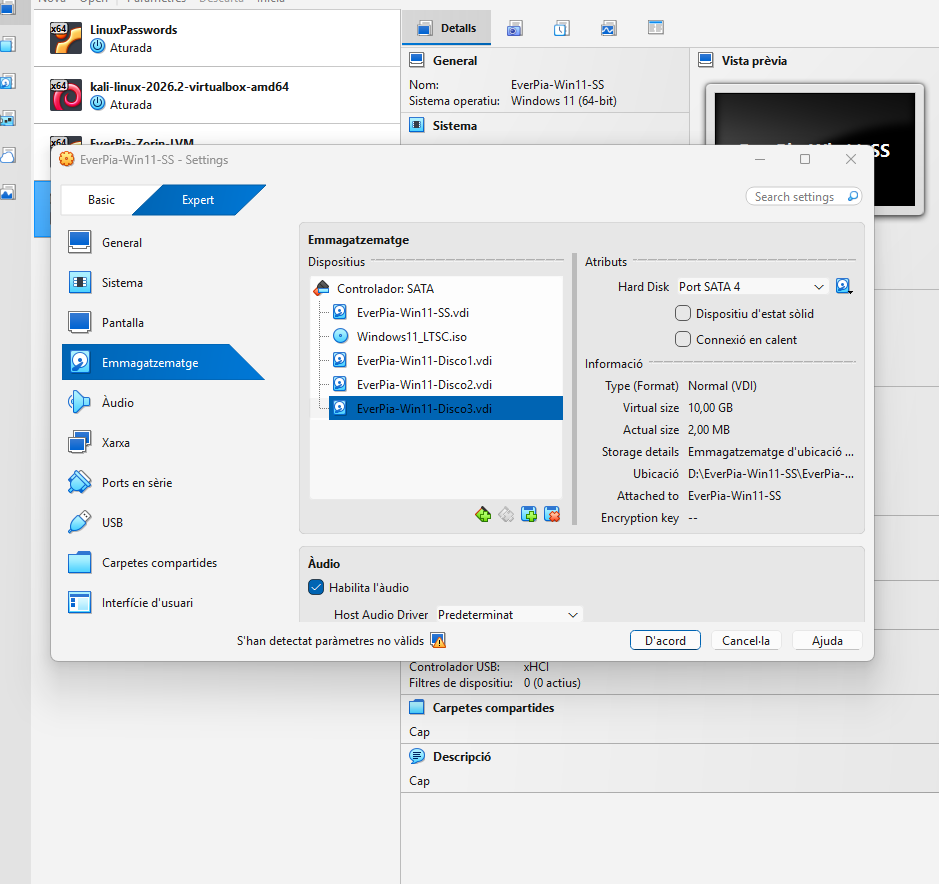 LinuxPasswords
Aturada
kali-linux-2026.2-virtualbox-amd64
Aturada
EverPia-Zorin-LVM
Detalls
General
Nom: EverPia-Win11-SS
Sistema operatiu: Windows 11 (64-bit)
Sistema
Vista prèvia
EverPia-Win11-SS - Settings
Basic
Expert
Search settings
General
Sistema
Pantalla
Emmagatzematge
Àudio
Xarxa
Ports en sèrie
USB
Carpetes compartides
Interfície d'usuari
Emmagatzematge
Dispositius
Controlador: SATA
EverPia-Win11-SS.vdi
Windows11_LTSC.iso
EverPia-Win11-Disco1.vdi
EverPia-Win11-Disco2.vdi
EverPia-Win11-Disco3.vdi
Atributs
Hard Disk Port SATA 4
Dispositiu d'estat sòlid
Connexió en calent
Informació
Type (Format) Normal (VDI)
Virtual size 10,00 GB
Actual size 2,00 MB
Storage details Emmagatzematge d'ubicació ...
Ubicació D:\EverPia-Win11-SS\EverPia-...
Attached to EverPia-Win11-SS
Encryption key --
Àudio
Habilita l'àudio
Host Audio Driver Predeterminat
S'han detectat paràmetres no vàlids
D'acord
Cancel·la
Ajuda
Controlador USB: xHCI
Filtres de dispositiu: 0 (0 actius)
Carpetes compartides
Cap
Descripció
Cap